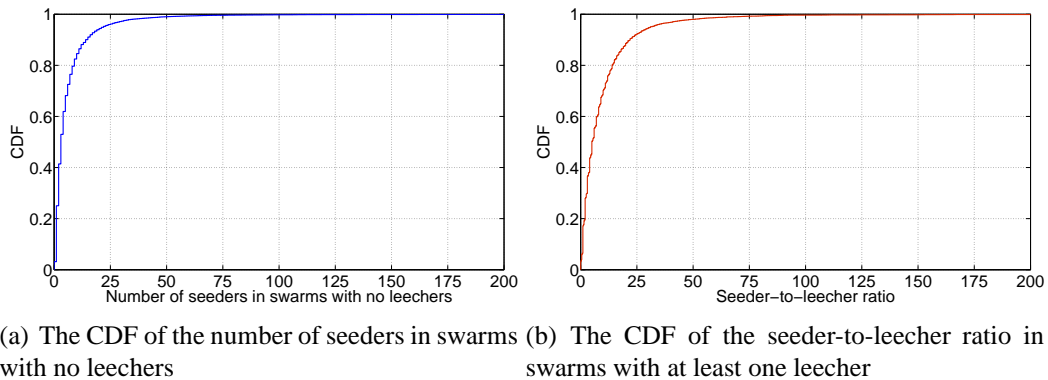 1
0.8
0.6
0.4
0.2
0
CDF
0 25 50 75 100 125 150 175 200
Number of seeders in swarms with no leechers
1
0.8
0.6
0.4
0.2
0
CDF
0 25 50 75 100 125 150 175 200
Seeder−to−leecher ratio
(a) The CDF of the number of seeders in swarms
with no leechers
(b) The CDF of the seeder-to-leecher ratio in
swarms with at least one leecher